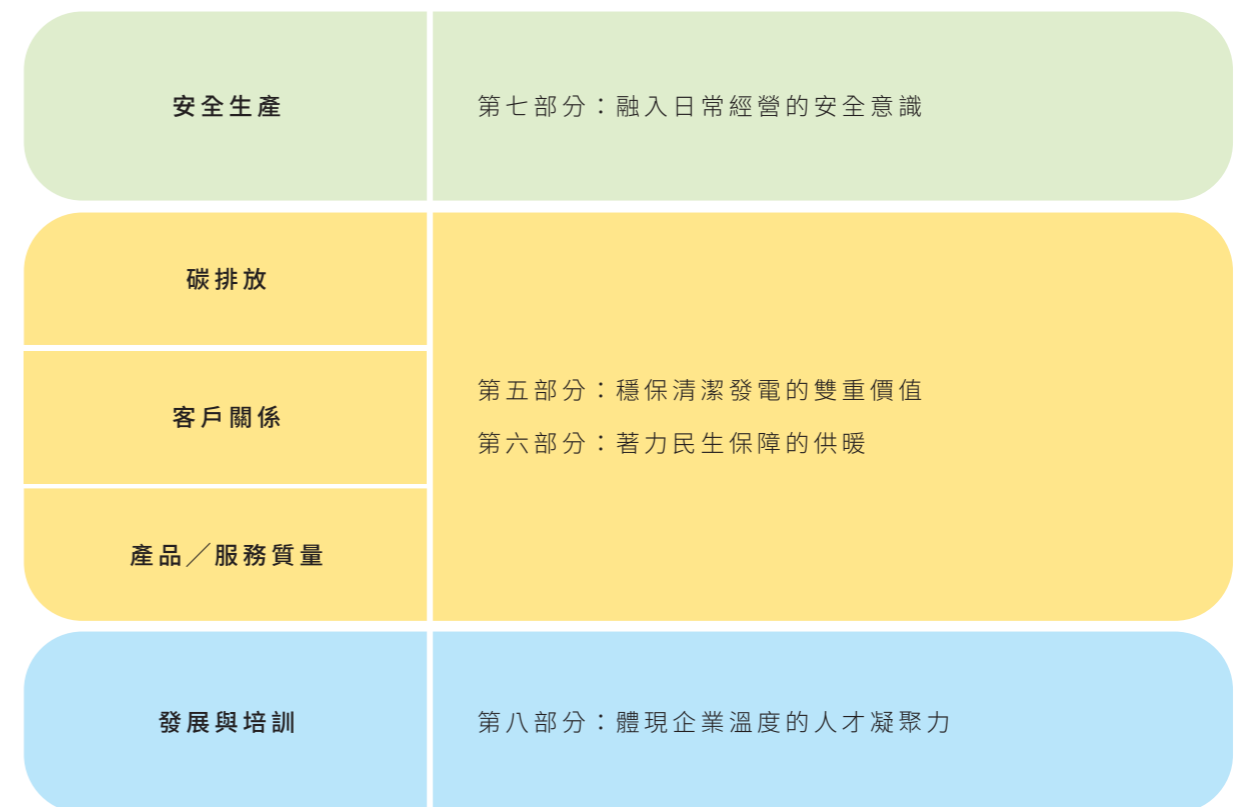 安全生產
第七部分：融入日常經營的安全意識
碳排放
客戶關係
產品／服務質量
第五部分：穩保清潔發電的雙重價值
第六部分：著力民生保障的供暖
發展與培訓
第八部分：體現企業溫度的人才凝聚力